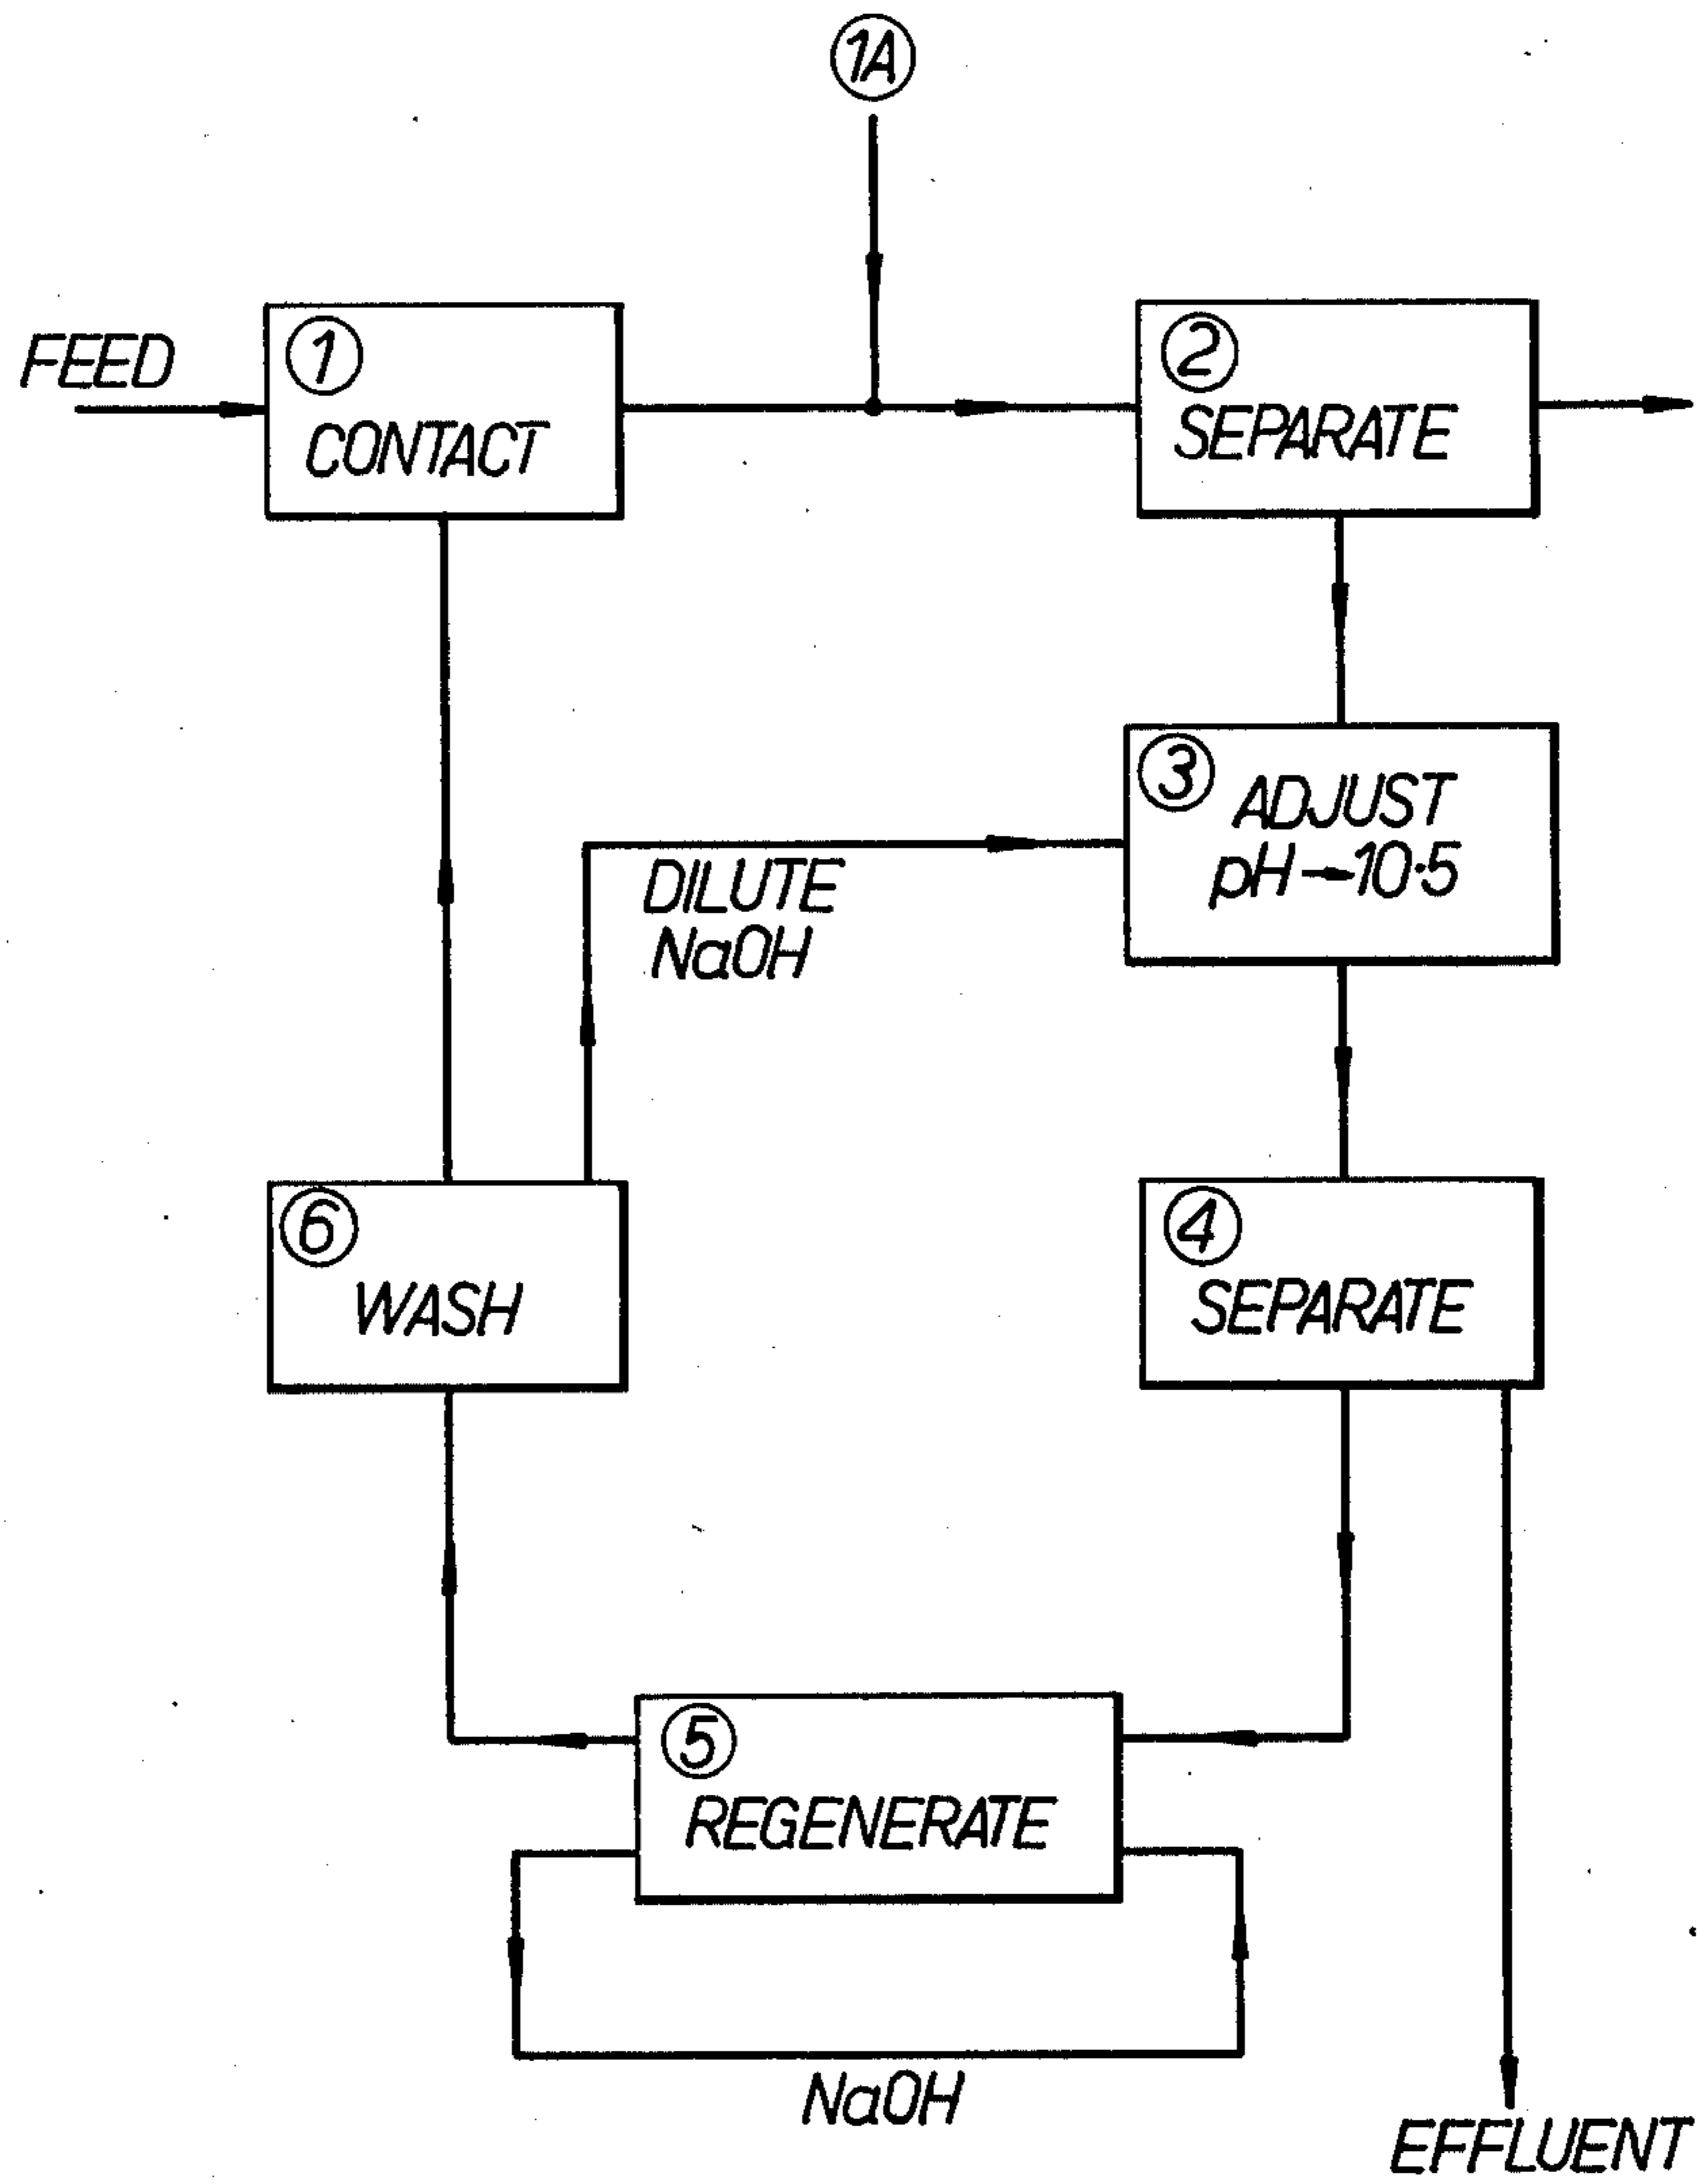 1A
FEED
1
CONTACT
2
SEPARATE
3
ADJUST
pH→10·5
DILUTE
NaOH
6
WASH
4
SEPARATE
5
REGENERATE
NaOH
EFFLUENT